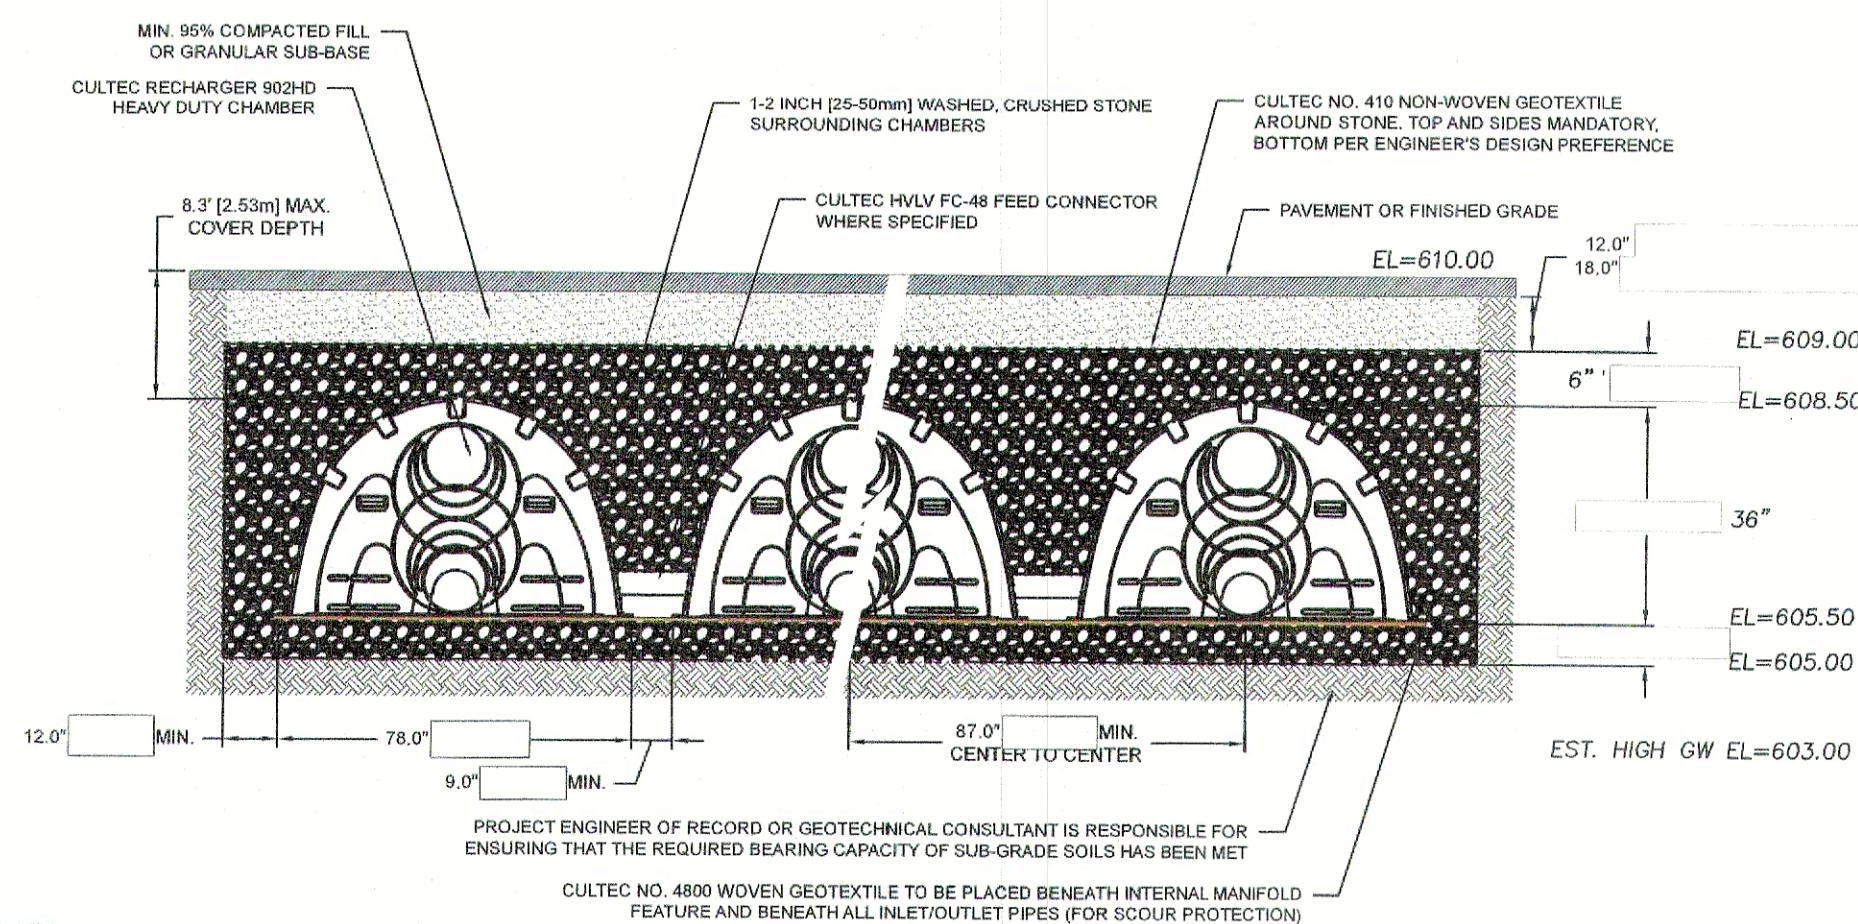 MIN. 95% COMPACTED FILL
OR GRANULAR SUB-BASE
CULTEC RECHARGER 902HD
HEAVY DUTY CHAMBER
1-2 INCH [25-50mm] WASHED, CRUSHED STONE
SURROUNDING CHAMBERS
CULTEC NO. 410 NON-WOVEN GEOTEXTILE
AROUND STONE. TOP AND SIDES MANDATORY,
BOTTOM PER ENGINEER'S DESIGN PREFERENCE
8.3' [2.53m] MAX.
COVER DEPTH
CULTEC HVLV FC-48 FEED CONNECTOR
WHERE SPECIFIED
PAVEMENT OR FINISHED GRADE
EL=610.00
12.0"
18.0"
EL=609.00
6"
EL=608.50
36"
EL=605.50
EL=605.00
12.0" MIN.
78.0"
9.0" MIN.
87.0" MIN.
CENTER TO CENTER
EST. HIGH GW EL=603.00
PROJECT ENGINEER OF RECORD OR GEOTECHNICAL CONSULTANT IS RESPONSIBLE FOR
ENSURING THAT THE REQUIRED BEARING CAPACITY OF SUB-GRADE SOILS HAS BEEN MET
CULTEC NO. 4800 WOVEN GEOTEXTILE TO BE PLACED BENEATH INTERNAL MANIFOLD
FEATURE AND BENEATH ALL INLET/OUTLET PIPES (FOR SCOUR PROTECTION)